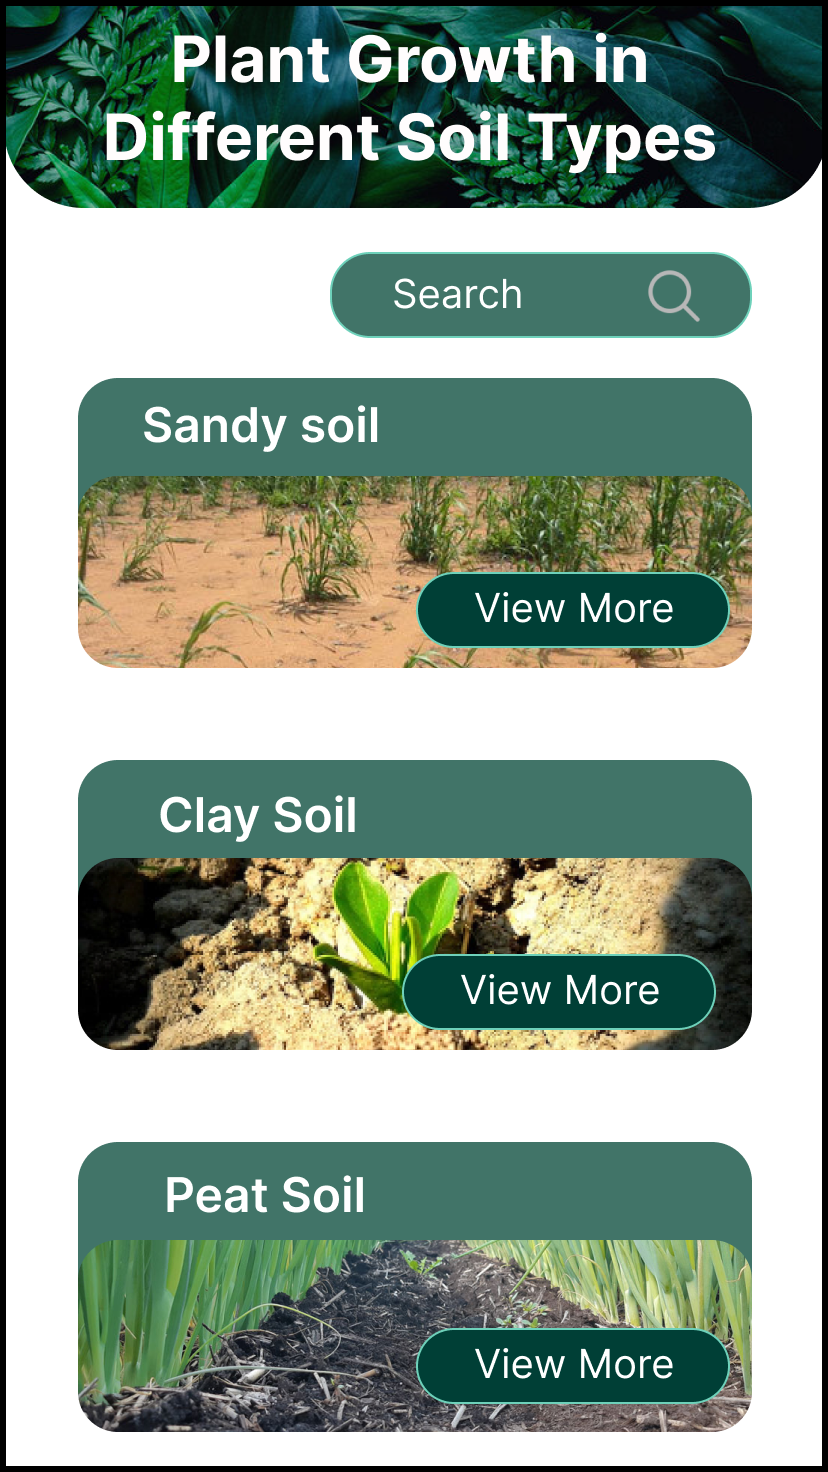 Plant Growth in
Different Soil Types
Search
Sandy soil
View More
Clay Soil
View More
Peat Soil
View More